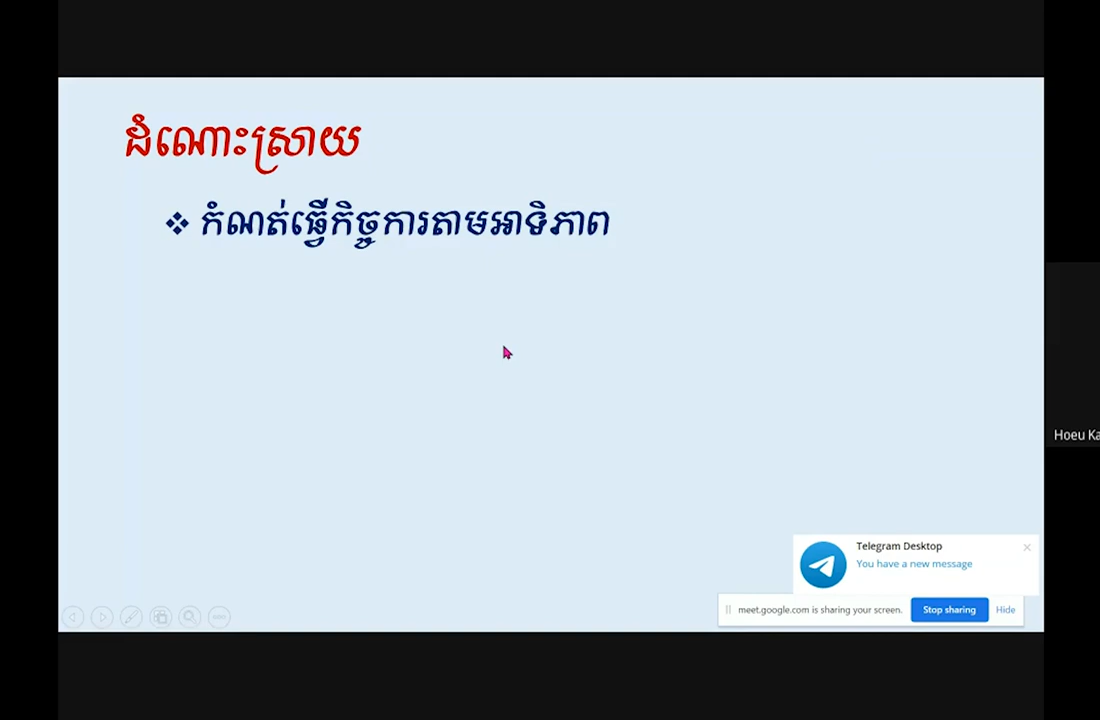 ដំណោះស្រាយ
❖ កំណត់ធ្វើកិច្ចការតាមអាទិភាព
Hoeu Ka
Telegram Desktop
You have a new message
meet.google.com is sharing your screen.
Stop sharing
Hide